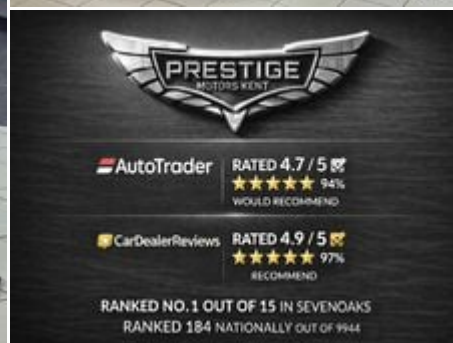 PRESTIGE
MOTORS KENT
AutoTrader
RATED 4.7 / 5
94%
WOULD RECOMMEND
CarDealerReviews
RATED 4.9 / 5
97%
RECOMMEND
RANKED NO.1 OUT OF 15 IN SEVENOAKS
RANKED 184 NATIONALLY OUT OF 9944